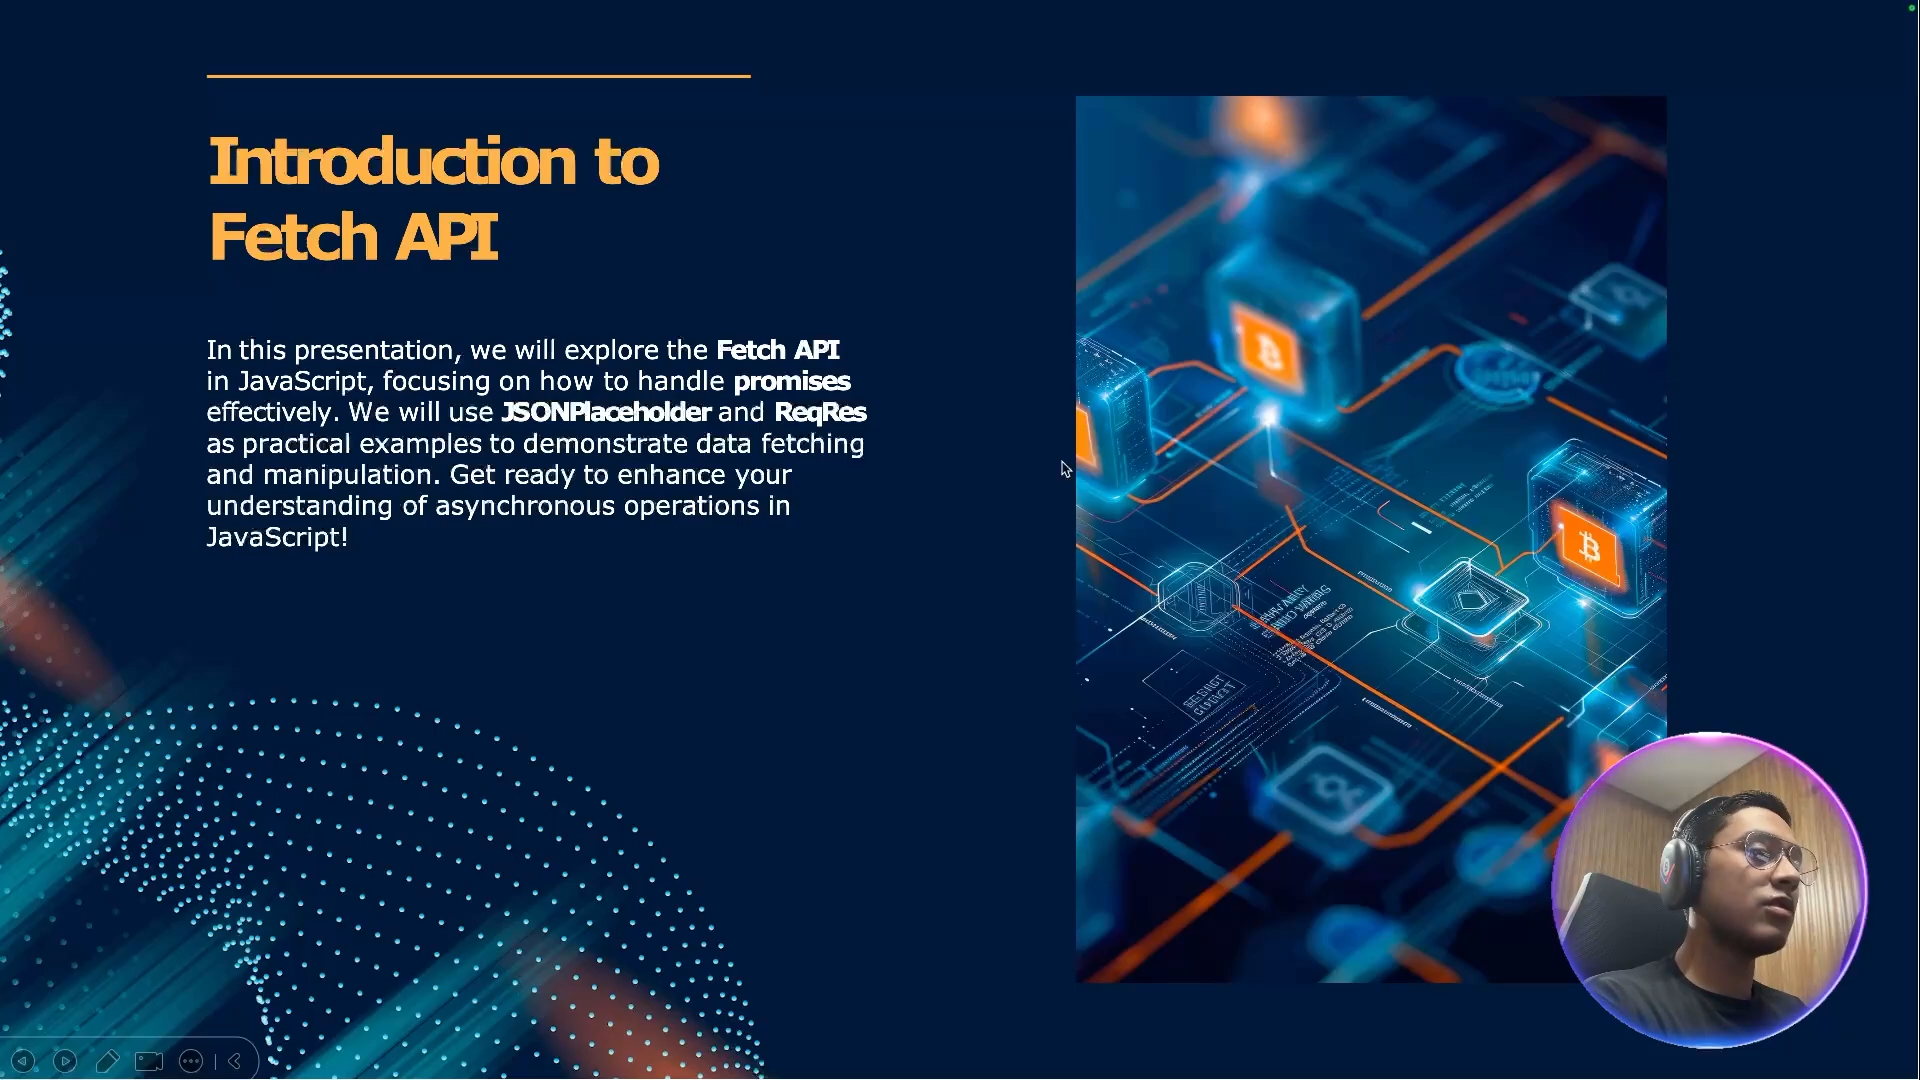 Introduction to
Fetch API
In this presentation, we will explore the Fetch API
in JavaScript, focusing on how to handle promises
effectively. We will use JSONPlaceholder and ReqRes
as practical examples to demonstrate data fetching
and manipulation. Get ready to enhance your
understanding of asynchronous operations in
JavaScript!